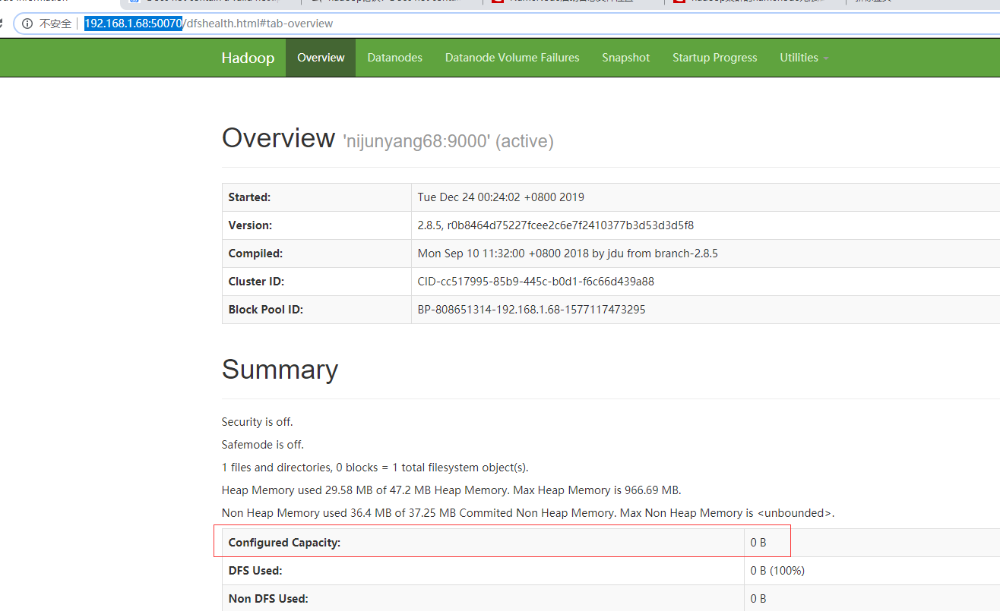 不安全 192.168.1.68:50070/dfshealth.html#tab-overview
Hadoop Overview Datanodes Datanode Volume Failures Snapshot Startup Progress Utilities
Overview 'nijunyang68:9000' (active)
Started: Tue Dec 24 00:24:02 +0800 2019
Version: 2.8.5, r0b8464d75227fcee2c6e7f2410377b3d53d3d5f8
Compiled: Mon Sep 10 11:32:00 +0800 2018 by jdu from branch-2.8.5
Cluster ID: CID-cc517995-85b9-445c-b0d1-f6c66d439a88
Block Pool ID: BP-808651314-192.168.1.68-1577117473295
Summary
Security is off.
Safemode is off.
1 files and directories, 0 blocks = 1 total filesystem object(s).
Heap Memory used 29.58 MB of 47.2 MB Heap Memory. Max Heap Memory is 966.69 MB.
Non Heap Memory used 36.4 MB of 37.25 MB Commited Non Heap Memory. Max Non Heap Memory is <unbounded>.
Configured Capacity: 0 B
DFS Used: 0 B (100%)
Non DFS Used: 0 B